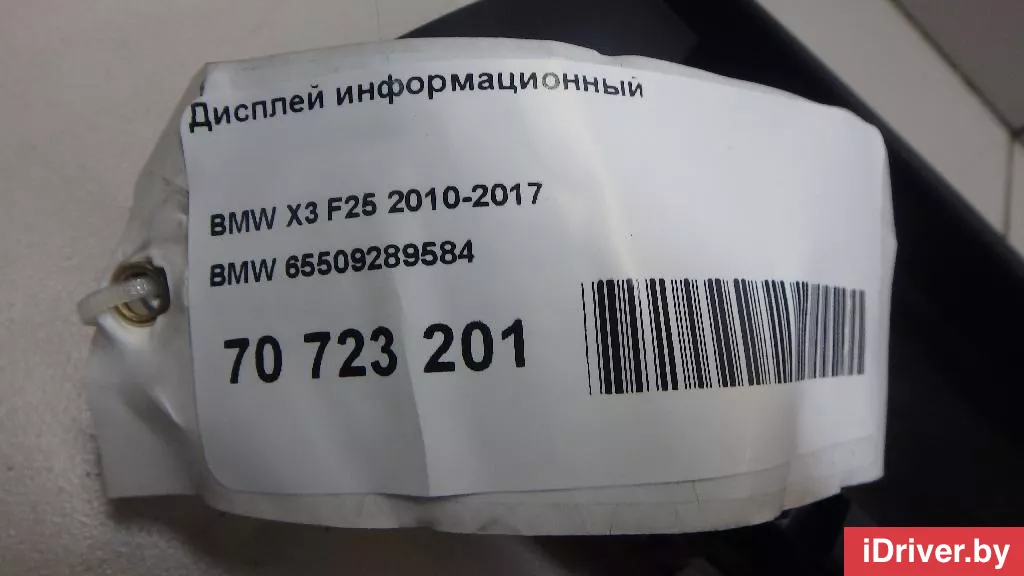 Дисплей информационный
BMW X3 F25 2010-2017
BMW 65509289584
70 723 201
iDriver.by